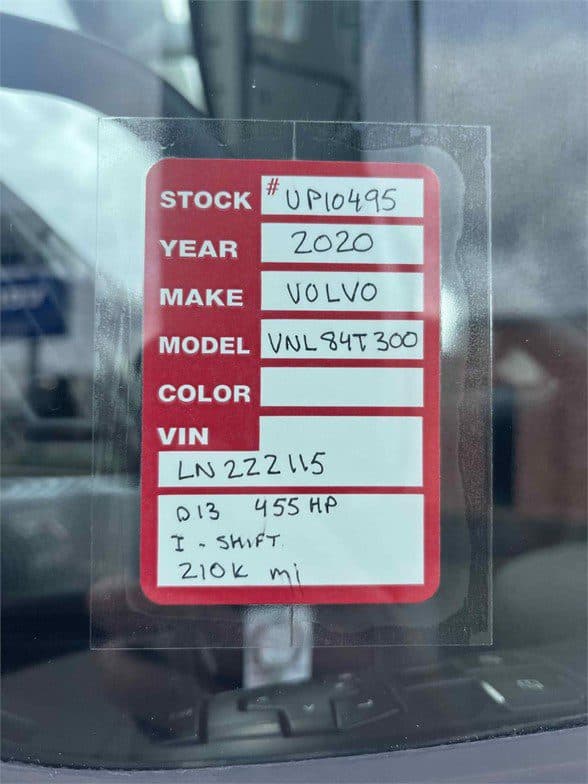 STOCK # UP10495
YEAR 2020
MAKE VOLVO
MODEL VNL84T300
COLOR
VIN
LN222115
D13 455 HP
I-SHIFT
210K mi